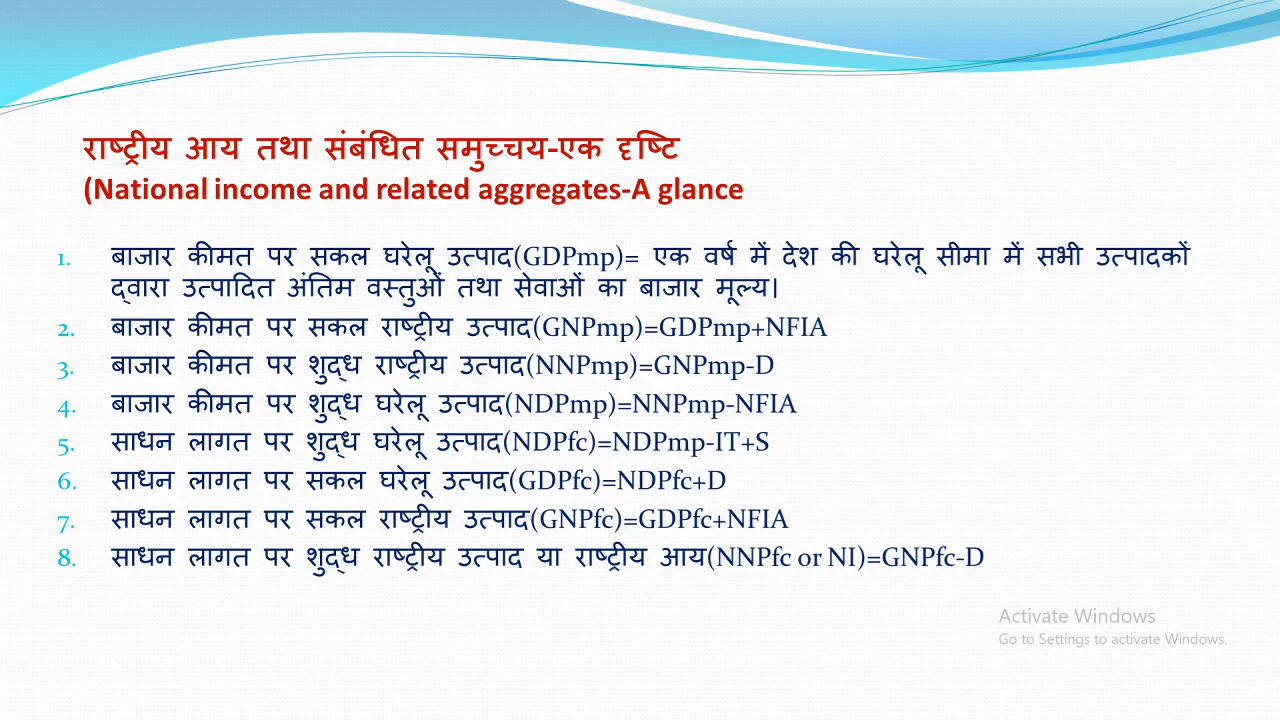 राष्ट्रीय आय तथा संबंधित समुच्चय-एक दृष्टि
(National income and related aggregates-A glance
1. बाजार कीमत पर सकल घरेलू उत्पाद(GDPmp)= एक वर्ष में देश की घरेलू सीमा में सभी उत्पादकों
द्वारा उत्पादित अंतिम वस्तुओं तथा सेवाओं का बाजार मूल्य।
2. बाजार कीमत पर सकल राष्ट्रीय उत्पाद(GNPmp)=GDPmp+NFIA
3. बाजार कीमत पर शुद्ध राष्ट्रीय उत्पाद(NNPmp)=GNPmp-D
4. बाजार कीमत पर शुद्ध घरेलू उत्पाद(NDPmp)=NNPmp-NFIA
5. साधन लागत पर शुद्ध घरेलू उत्पाद(NDPfc)=NDPmp-IT+S
6. साधन लागत पर सकल घरेलू उत्पाद(GDPfc)=NDPfc+D
7. साधन लागत पर सकल राष्ट्रीय उत्पाद(GNPfc)=GDPfc+NFIA
8. साधन लागत पर शुद्ध राष्ट्रीय उत्पाद या राष्ट्रीय आय(NNPfc or NI)=GNPfc-D
Activate Windows
Go to Settings to activate Windows.